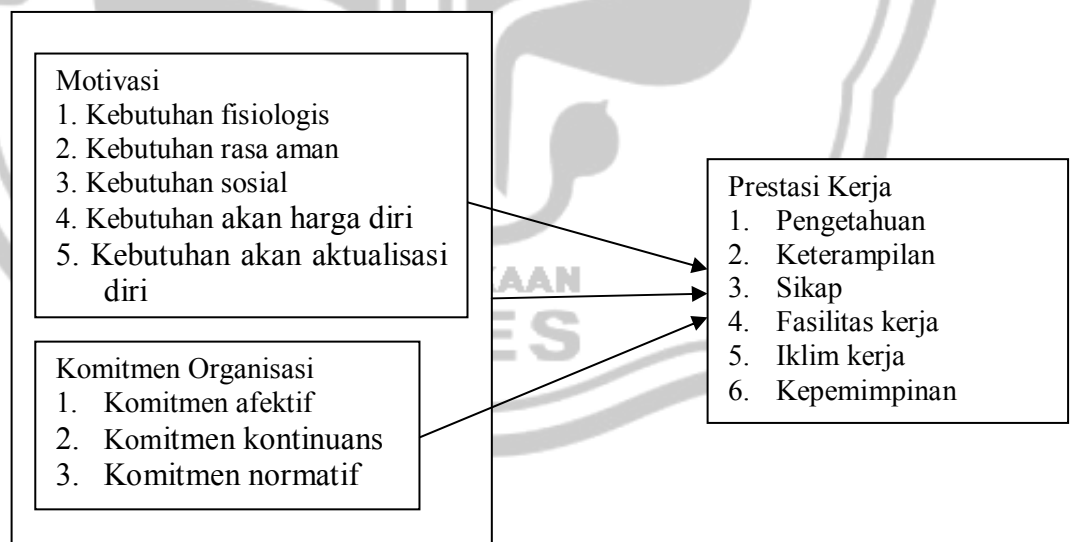 Motivasi
1. Kebutuhan fisiologis
2. Kebutuhan rasa aman
3. Kebutuhan sosial
4. Kebutuhan akan harga diri
5. Kebutuhan akan aktualisasi
diri
Komitmen Organisasi
1. Komitmen afektif
2. Komitmen kontinuans
3. Komitmen normatif
Prestasi Kerja
1. Pengetahuan
2. Keterampilan
3. Sikap
4. Fasilitas kerja
5. Iklim kerja
6. Kepemimpinan